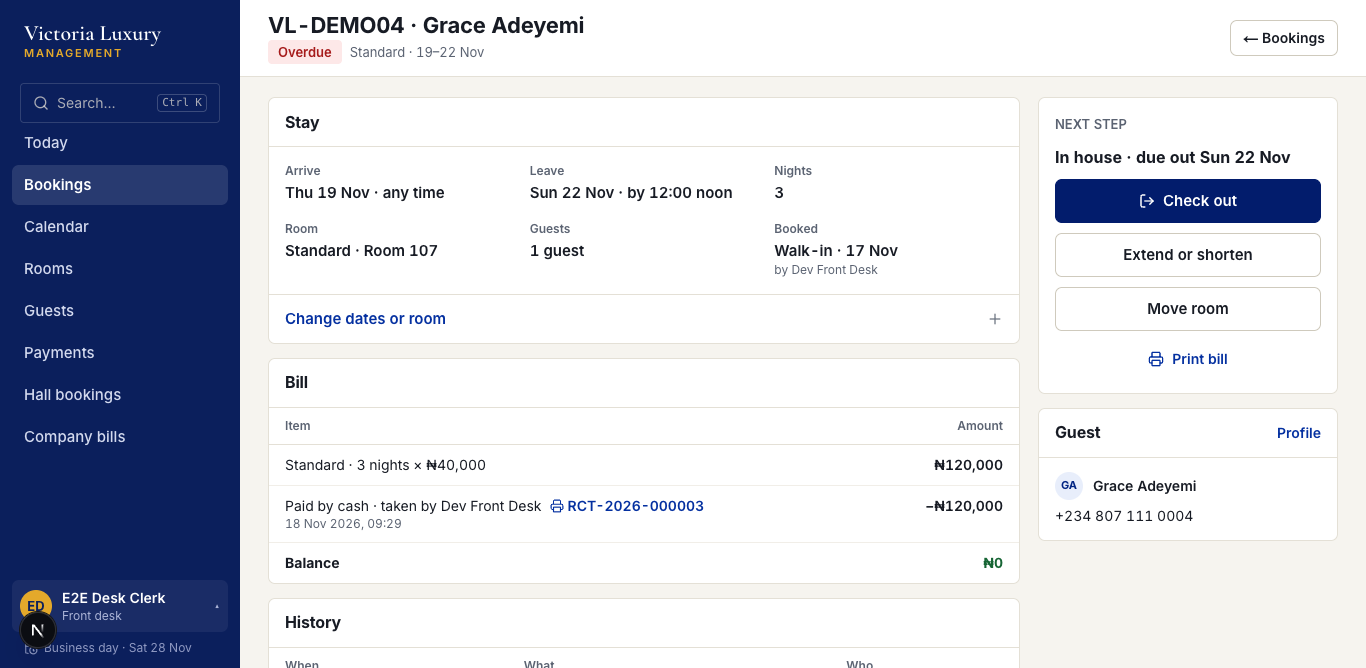 Victoria Luxury
MANAGEMENT
Search...
Ctrl K
Today
Bookings
Calendar
Rooms
Guests
Payments
Hall bookings
Company bills
ED
E2E Desk Clerk
Front desk
N
Business day · Sat 28 Nov
VL-DEMO04 · Grace Adeyemi
Overdue
Standard · 19–22 Nov
← Bookings
Stay
Arrive
Thu 19 Nov · any time
Leave
Sun 22 Nov · by 12:00 noon
Nights
3
Room
Standard · Room 107
Guests
1 guest
Booked
Walk-in · 17 Nov
by Dev Front Desk
Change dates or room
Bill
Item
Amount
Standard · 3 nights × ₦40,000
₦120,000
Paid by cash · taken by Dev Front Desk
RCT-2026-000003
−₦120,000
18 Nov 2026, 09:29
Balance
₦0
History
When
What
Who
NEXT STEP
In house · due out Sun 22 Nov
Check out
Extend or shorten
Move room
Print bill
Guest
Profile
GA
Grace Adeyemi
+234 807 111 0004